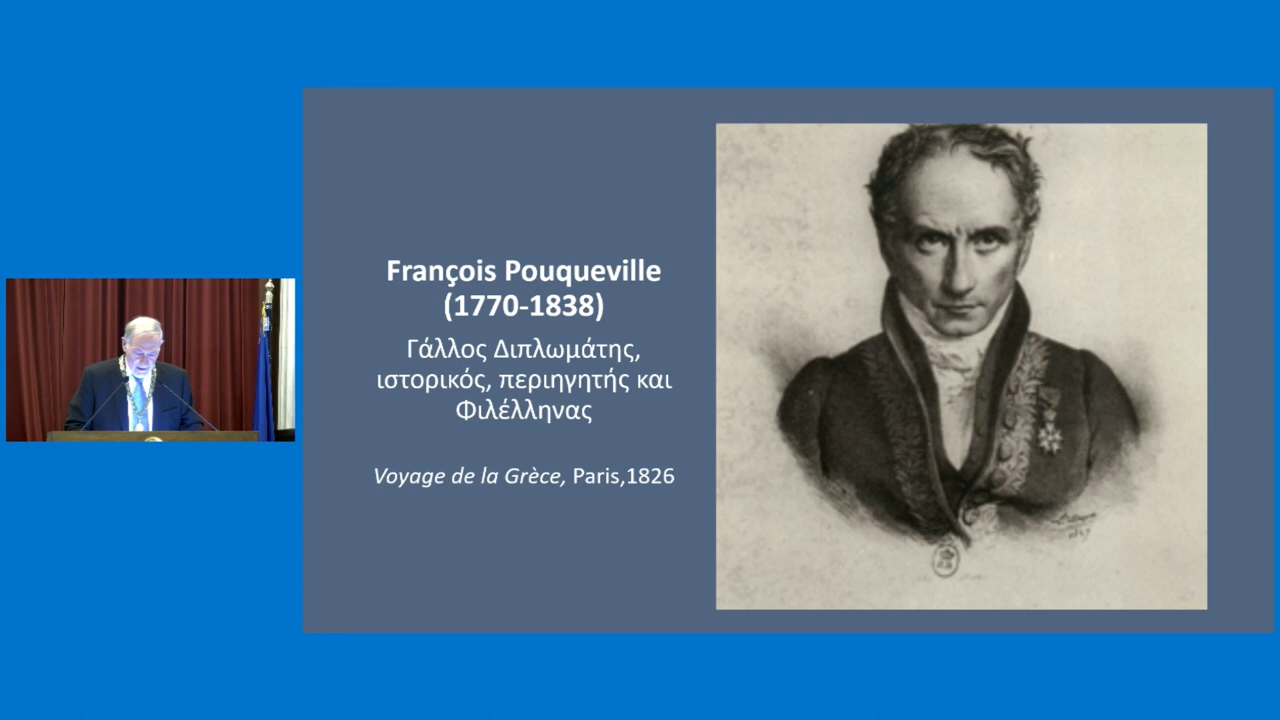 François Pouqueville
(1770-1838)
Γάλλος Διπλωμάτης,
ιστορικός, περιηγητής και
Φιλέλληνας
Voyage de la Grèce, Paris,1826